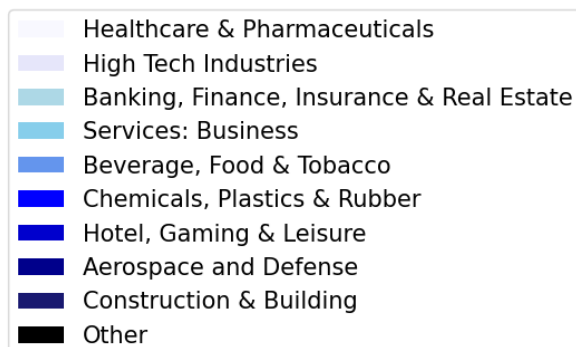 Healthcare & Pharmaceuticals
High Tech Industries
Banking, Finance, Insurance & Real Estate
Services: Business
Beverage, Food & Tobacco
Chemicals, Plastics & Rubber
Hotel, Gaming & Leisure
Aerospace and Defense
Construction & Building
Other